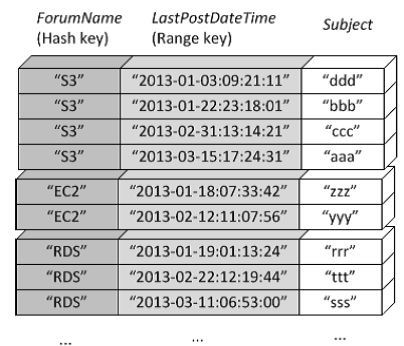 ForumName LastPostDateTime Subject
(Hash key) (Range key)
“S3” “2013-01-03:09:21:11” “ddd”
“S3” “2013-01-22:23:18:01” “bbb”
“S3” “2013-02-31:13:14:21” “ccc”
“S3” “2013-03-15:17:24:31” “aaa”
“EC2” “2013-01-18:07:33:42” “zzz”
“EC2” “2013-02-12:11:07:56” “yyy”
“RDS” “2013-01-19:01:13:24” “rrr”
“RDS” “2013-02-22:12:19:44” “ttt”
“RDS” “2013-03-11:06:53:00” “sss”
... ... ...